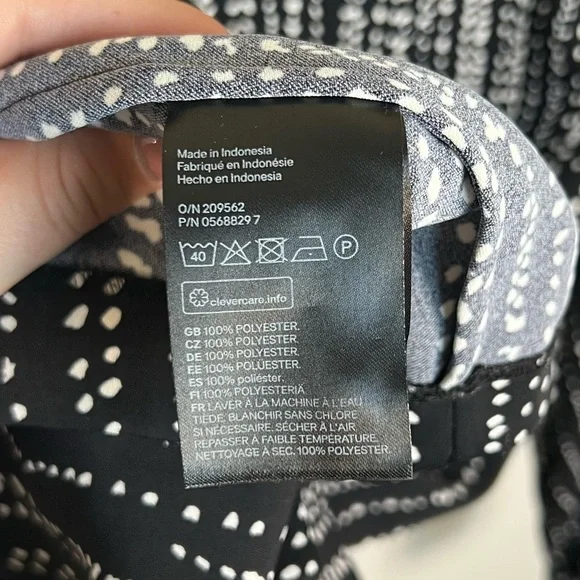 Made in Indonesia
Fabriqué en Indonésie
Hecho en Indonesia
O/N 209562
P/N 0568829 7
40 P
clevercare.info
GB 100% POLYESTER.
CZ 100% POLYESTER.
DE 100% POLYESTER.
EE 100% POLÜESTER.
ES 100% poliéster.
FI 100% POLYESTERIA
FR LAVER À LA MACHINE À L'EAU
TIÈDE. BLANCHIR SANS CHLORE
SI NÉCESSAIRE. SÉCHER À L'AIR
REPASSER À FAIBLE TEMPÉRATURE.
NETTOYAGE À SEC. 100% POLYESTER.